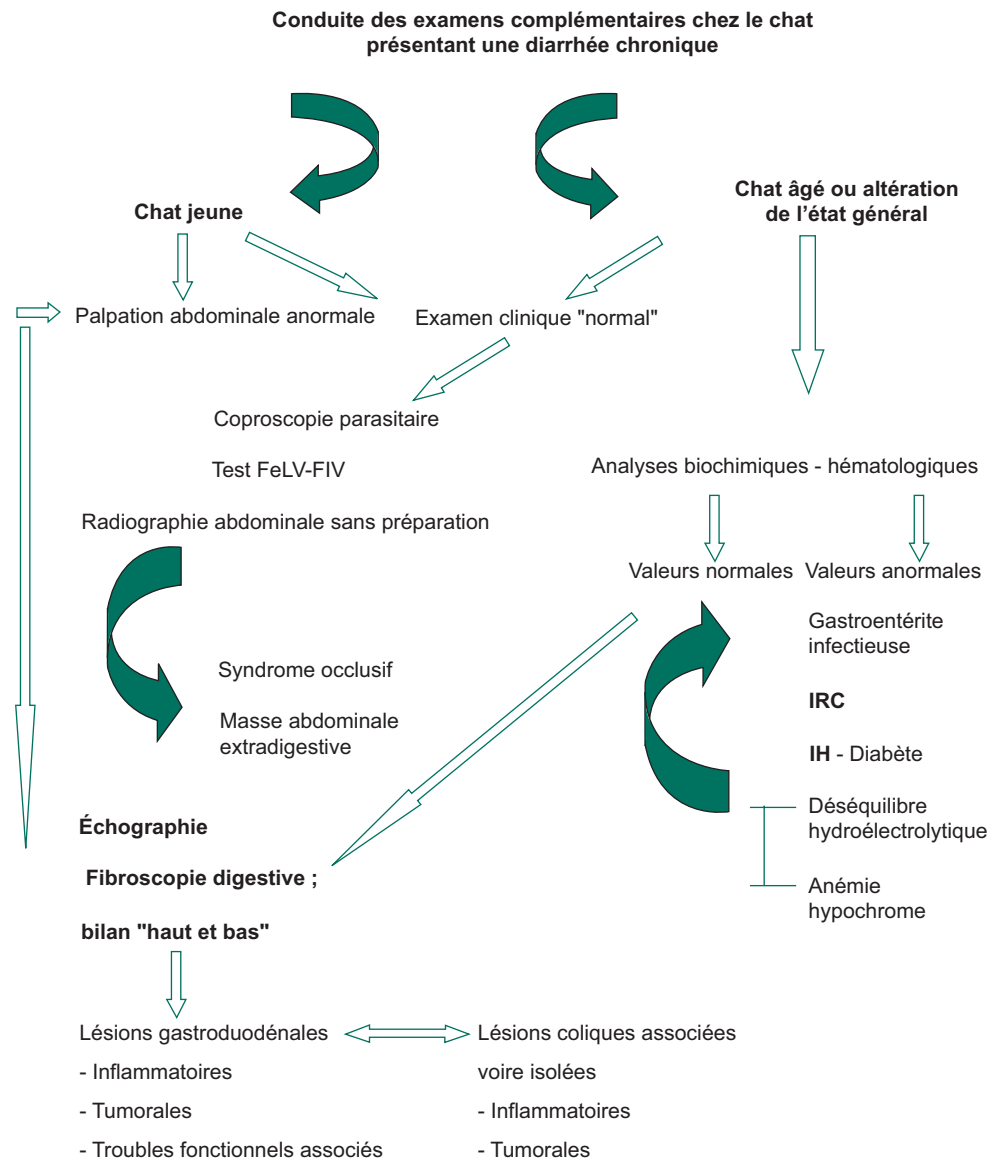 Conduite des examens complémentaires chez le chat
présentant une diarrhée chronique
Chat jeune
Chat âgé ou altération
de l'état général
Palpation abdominale anormale
Examen clinique "normal"
Coproscopie parasitaire
Test FeLV-FIV
Radiographie abdominale sans préparation
Analyses biochimiques - hématologiques
Valeurs normales
Valeurs anormales
Gastroentérite
infectieuse
IRC
IH - Diabète
Déséquilibre
hydroélectrolytique
Anémie
hypochrome
Syndrome occlusif
Masse abdominale
extradigestive
Échographie
Fibroscopie digestive ;
bilan "haut et bas"
Lésions gastroduodénales
- Inflammatoires
- Tumorales
- Troubles fonctionnels associés
Lésions coliques associées
voire isolées
- Inflammatoires
- Tumorales